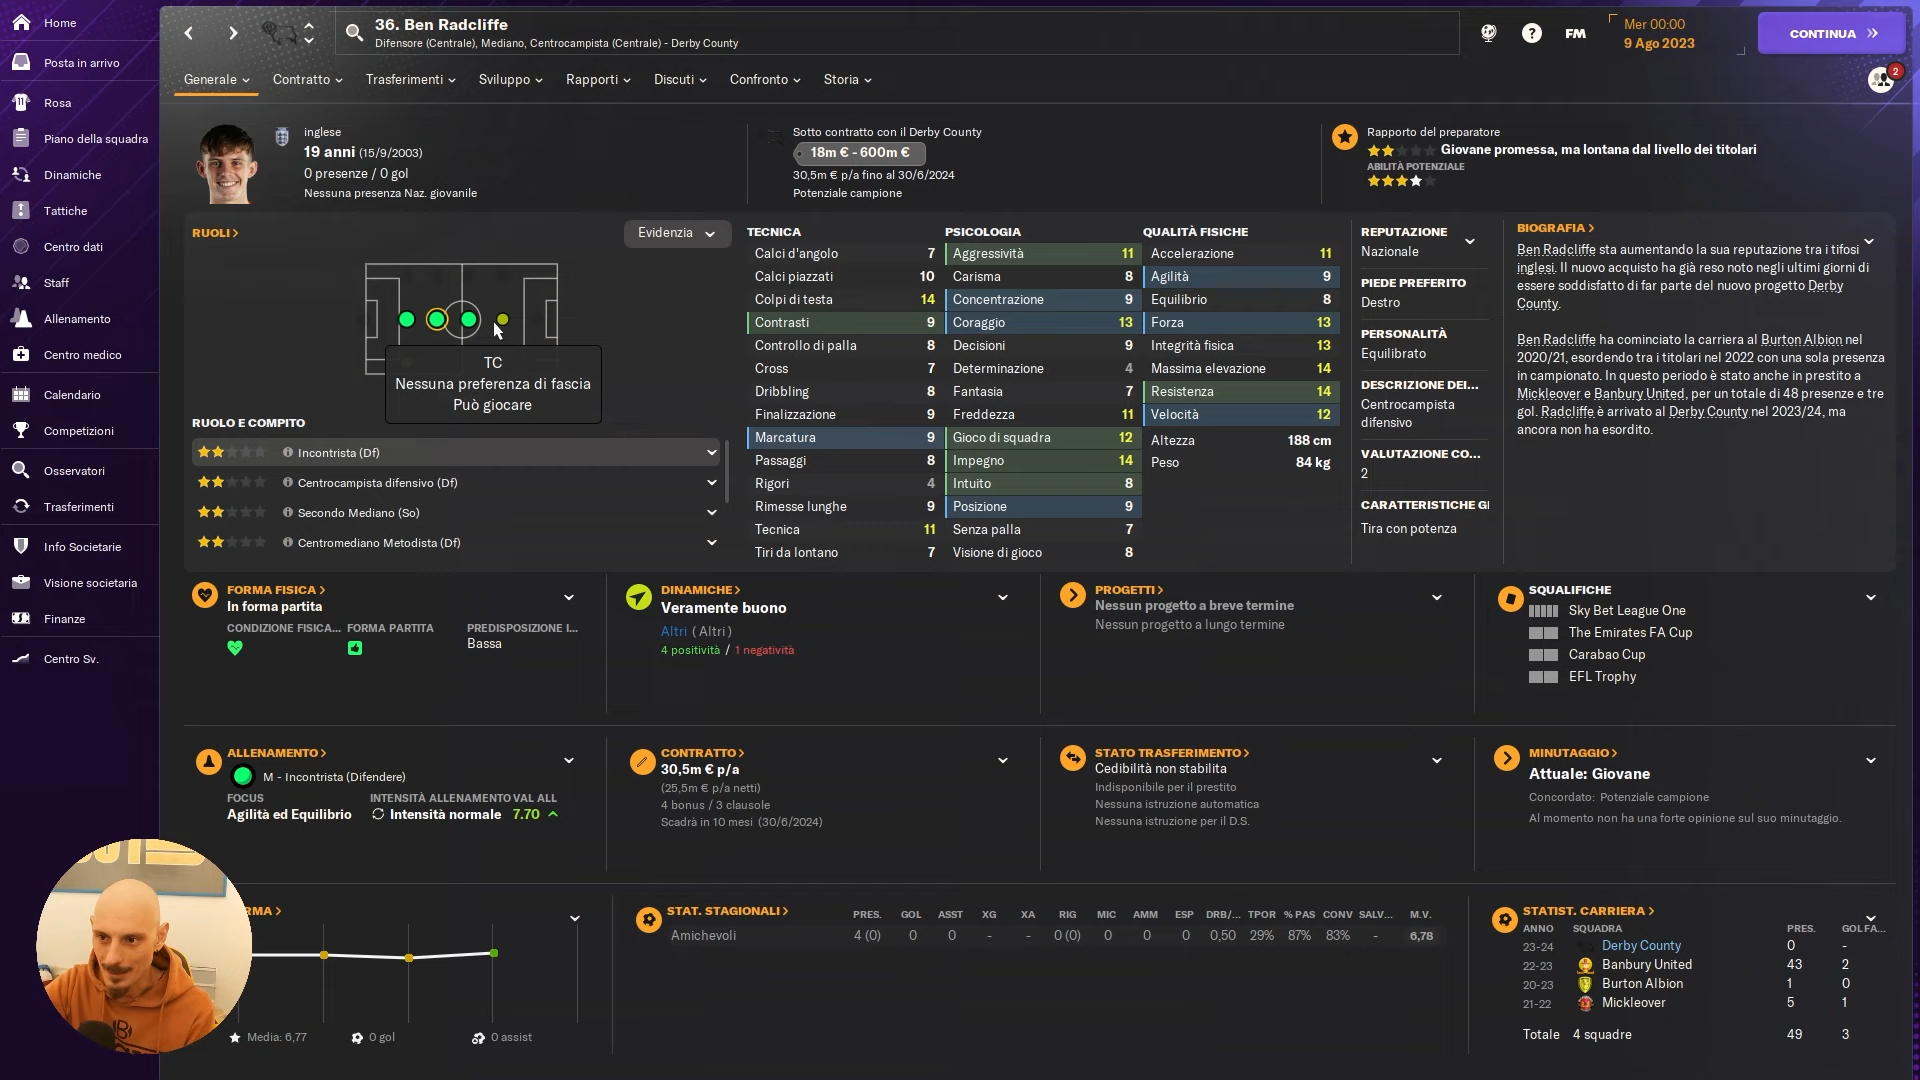 Home
Posta in arrivo
Rosa
Piano della squadra
Dinamiche
Tattiche
Centro dati
Staff
Allenamento
Centro medico
Calendario
Competizioni
Osservatori
Trasferimenti
Info Societarie
Visione societaria
Finanze
Centro Sv.
36. Ben Radcliffe
Difensore (Centrale), Mediano, Centrocampista (Centrale) - Derby County
FM
Mer 00:00
9 Ago 2023
CONTINUA
Generale Contratto Trasferimenti Sviluppo Rapporti Discuti Confronto Storia
2
inglese
19 anni (15/9/2003)
0 presenze / 0 gol
Nessuna presenza Naz. giovanile
Sotto contratto con il Derby County
18m € - 600m €
30,5m € p/a fino al 30/6/2024
Potenziale campione
Rapporto del preparatore
Giovane promessa, ma lontana dal livello dei titolari
ABILITÀ POTENZIALE
RUOLI
Evidenzia
TC
Nessuna preferenza di fascia
Può giocare
RUOLO E COMPITO
Incontrista (Df)
Centrocampista difensivo (Df)
Secondo Mediano (So)
Centromediano Metodista (Df)
TECNICA
Calci d'angolo 7
Calci piazzati 10
Colpi di testa 14
Contrasti 9
Controllo di palla 8
Cross 7
Dribbling 8
Finalizzazione 9
Marcatura 9
Passaggi 8
Rigori 4
Rimesse lunghe 9
Tecnica 11
Tiri da lontano 7
PSICOLOGIA
Aggressività 11
Carisma 8
Concentrazione 9
Coraggio 13
Decisioni 9
Determinazione 4
Fantasia 7
Freddezza 11
Gioco di squadra 12
Impegno 14
Intuito 8
Posizione 9
Senza palla 7
Visione di gioco 8
QUALITÀ FISICHE
Accelerazione 11
Agilità 9
Equilibrio 8
Forza 13
Integrità fisica 13
Massima elevazione 14
Resistenza 14
Velocità 12
Altezza 188 cm
Peso 84 kg
REPUTAZIONE
Nazionale
PIEDE PREFERITO
Destro
PERSONALITÀ
Equilibrato
DESCRIZIONE DEI...
Centrocampista
difensivo
VALUTAZIONE CO...
2
CARATTERISTICHE GI
Tira con potenza
BIOGRAFIA
Ben Radcliffe sta aumentando la sua reputazione tra i tifosi
inglesi. Il nuovo acquisto ha già reso noto negli ultimi giorni di
essere soddisfatto di far parte del nuovo progetto Derby
County.
Ben Radcliffe ha cominciato la carriera al Burton Albion nel
2020/21, esordendo tra i titolari nel 2022 con una sola presenza
in campionato. In questo periodo è stato anche in prestito a
Mickleover e Banbury United, per un totale di 48 presenze e tre
gol. Radcliffe è arrivato al Derby County nel 2023/24, ma
ancora non ha esordito.
FORMA FISICA
In forma partita
CONDIZIONE FISICA... FORMA PARTITA PREDISPOSIZIONE I...
Bassa
DINAMICHE
Veramente buono
Altri (Altri)
4 positività / 1 negatività
PROGETTI
Nessun progetto a breve termine
Nessun progetto a lungo termine
SQUALIFICHE
Sky Bet League One
The Emirates FA Cup
Carabao Cup
EFL Trophy
ALLENAMENTO
M - Incontrista (Difendere)
FOCUS INTENSITÀ ALLENAMENTO VAL ALL
Agilità ed Equilibrio Intensità normale 7.70
CONTRATTO
30,5m € p/a
(25,5m € p/a netti)
4 bonus / 3 clausole
Scadrà in 10 mesi (30/6/2024)
STATO TRASFERIMENTO
Cedibilità non stabilita
Indisponibile per il prestito
Nessuna istruzione automatica
Nessuna istruzione per il D.S.
MINUTAGGIO
Attuale: Giovane
Concordato: Potenziale campione
Al momento non ha una forte opinione sul suo minutaggio.
RMA
Media: 6,77 0 gol 0 assist
STAT. STAGIONALI PRES. GOL ASST XG XA RIG MIC AMM ESP DRB/... TPOR % PAS CONV SALV... M.V.
Amichevoli 4 (0) 0 0 - - 0 (0) 0 0 0 0,50 29% 87% 83% - 6,78
STATIST. CARRIERA
ANNO SQUADRA PRES. GOL FA...
23-24 Derby County 0 -
22-23 Banbury United 43 2
20-23 Burton Albion 1 0
21-22 Mickleover 5 1
Totale 4 squadre 49 3